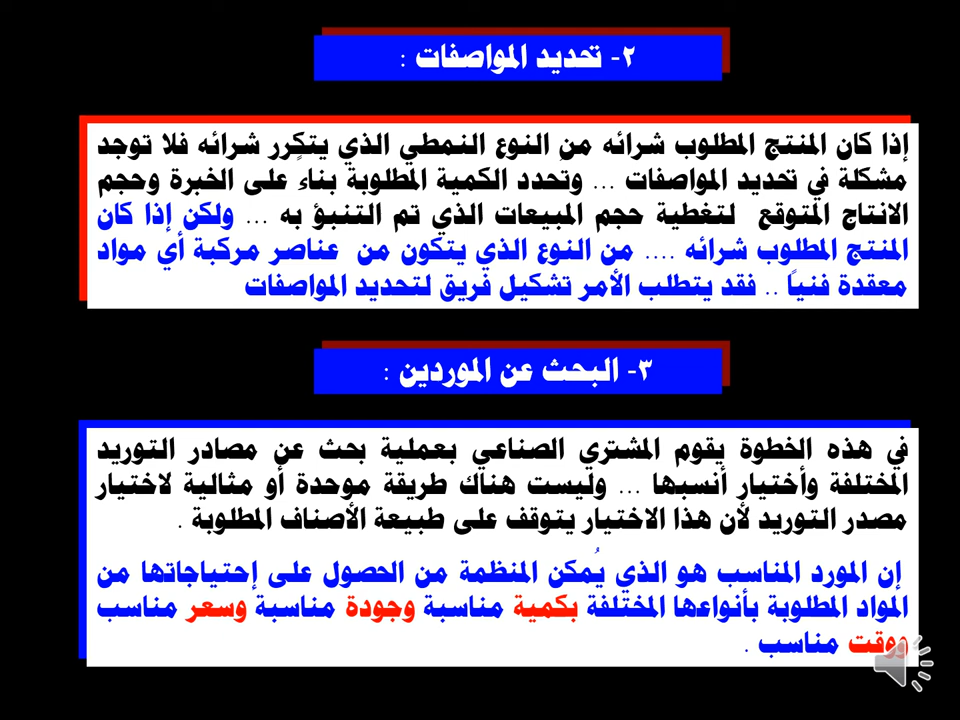 ٢- تحديد المواصفات :
إذا كان المنتج المطلوب شرائه من النوع النمطي الذي يتكرر شرائه فلا توجد
مشكلة في تحديد المواصفات ... وتُحدد الكمية المطلوبة بناءٍ على الخبرة وحجم
الانتاج المتوقع لتغطية حجم المبيعات الذي تم التنبؤ به ... ولكن إذا كان
المنتج المطلوب شرائه .... من النوع الذي يتكون من عناصر مركبة أي مواد
معقدة فنياً .. فقد يتطلب الأمر تشكيل فريق لتحديد المواصفات
٣- البحث عن الموردين :
في هذه الخطوة يقوم المشتري الصناعي بعملية بحث عن مصادر التوريد
المختلفة وأختيار أنسبها ... وليست هناك طريقة موحدة أو مثالية لاختيار
مصدر التوريد لأن هذا الاختيار يتوقف على طبيعة الأصناف المطلوبة .
إن المورد المناسب هو الذي يُمكن المنظمة من الحصول على إحتياجاتها من
المواد المطلوبة بأنواعها المختلفة بكمية مناسبة وجودة مناسبة وسعر مناسب
ووقت مناسب .